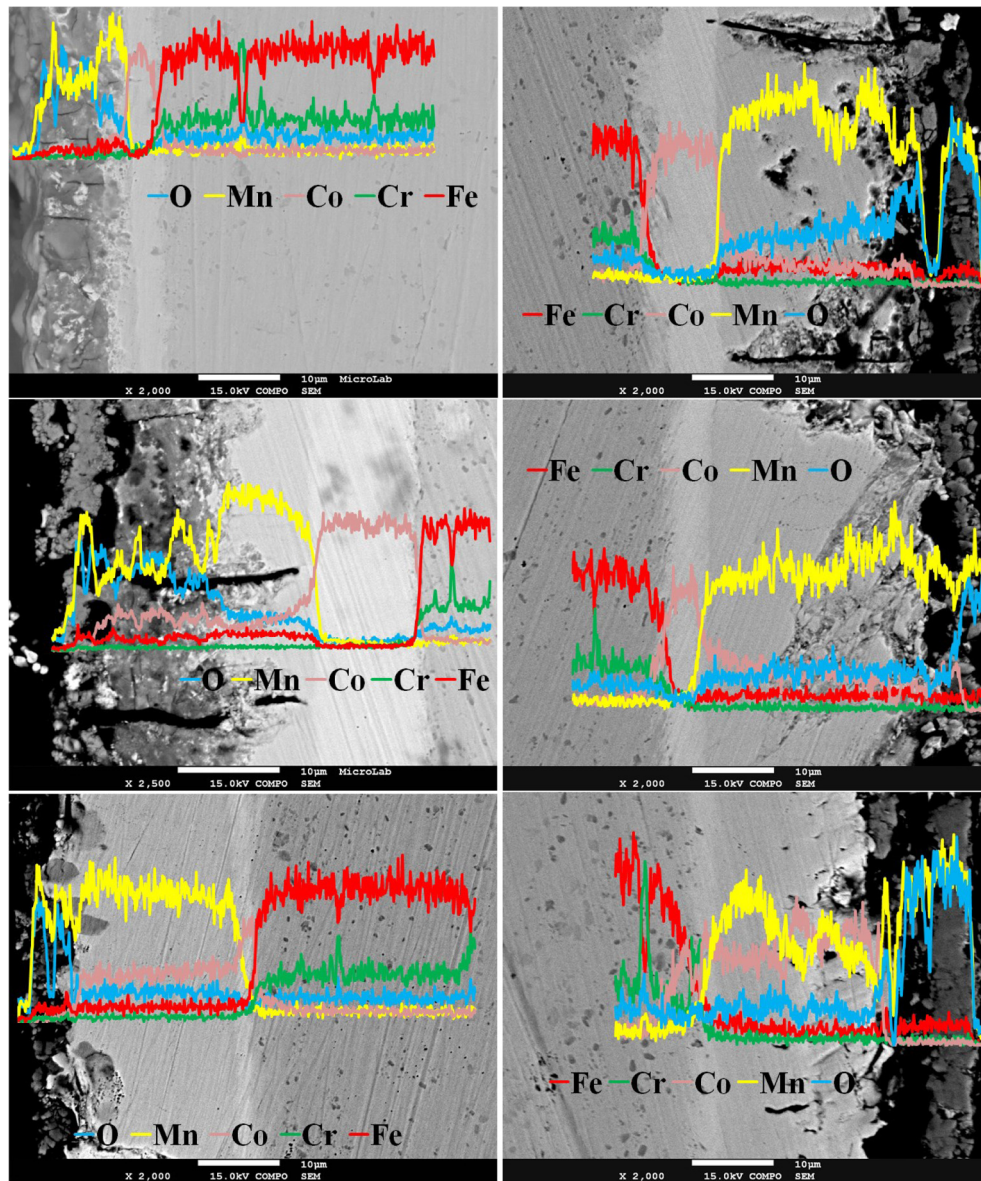 O Mn Co Cr Fe
10μm MicroLab
X 2,000 15.0kV COMPO SEM
Fe Cr Co Mn O
10μm
X 2,000 15.0kV COMPO SEM
O Mn Co Cr Fe
10μm MicroLab
X 2,500 15.0kV COMPO SEM
Fe Cr Co Mn O
10μm
X 2,000 15.0kV COMPO SEM
O Mn Co Cr Fe
10μm
X 2,000 15.0kV COMPO SEM
Fe Cr Co Mn O
10μm
X 2,000 15.0kV COMPO SEM